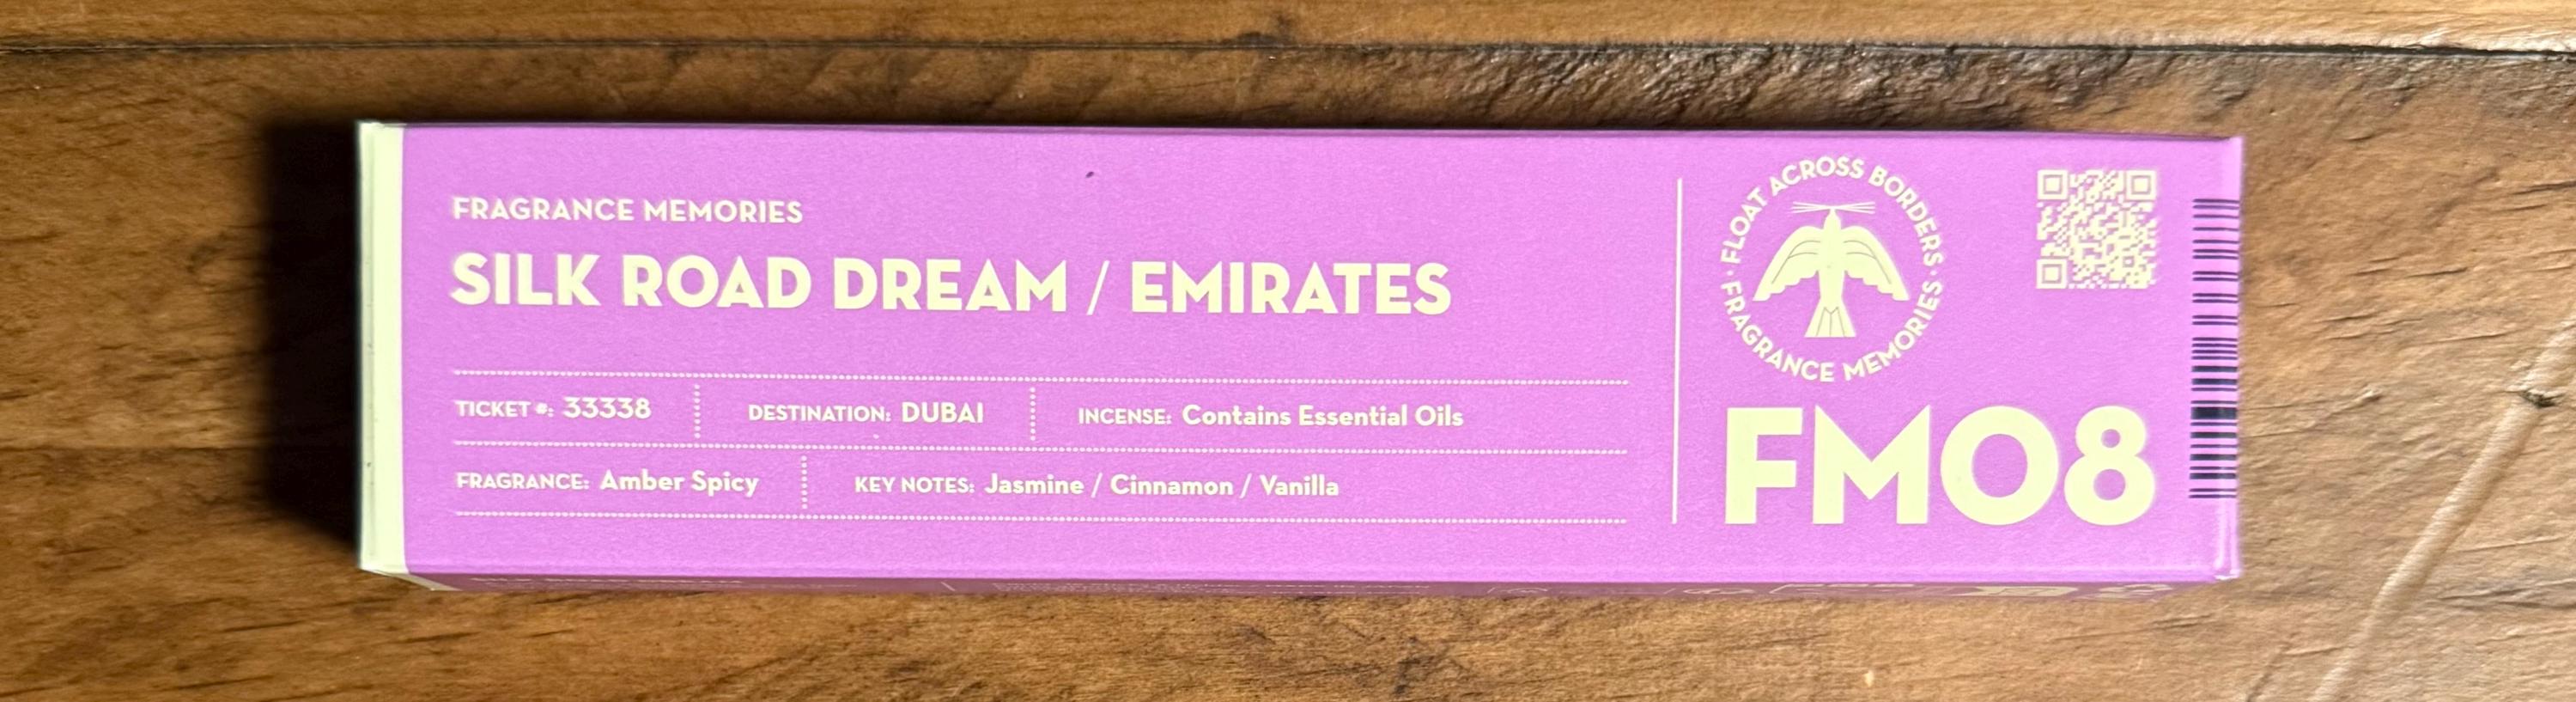 FRAGRANCE MEMORIES
SILK ROAD DREAM / EMIRATES
TICKET #: 33338 DESTINATION: DUBAI INCENSE: Contains Essential Oils
FRAGRANCE: Amber Spicy KEY NOTES: Jasmine / Cinnamon / Vanilla
· FLOAT ACROSS BORDERS ·
FRAGRANCE MEMORIES
FM08